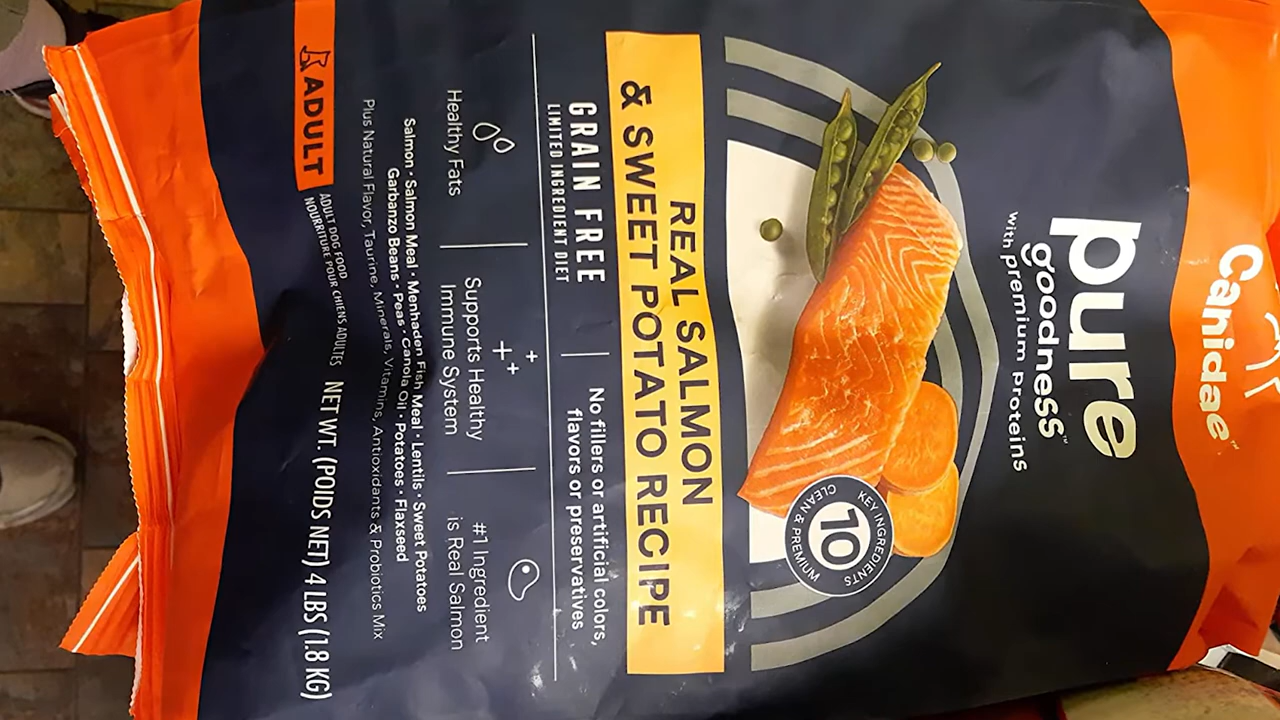 Canidae™
pure
goodness™
with premium Proteins
KEY INGREDIENTS
10
CLEAN & PREMIUM
REAL SALMON
& SWEET POTATO RECIPE
GRAIN FREE
LIMITED INGREDIENT DIET
No fillers or artificial colors,
flavors or preservatives
Healthy Fats
Supports Healthy
Immune System
#1 Ingredient
is Real Salmon
Salmon • Salmon Meal • Menhaden Fish Meal • Lentils • Sweet Potatoes
Garbanzo Beans • Peas • Canola Oil • Potatoes • Flaxseed
Plus Natural Flavor, Taurine, Minerals, Vitamins, Antioxidants & Probiotics Mix
ADULT
ADULT DOG FOOD
NOURRITURE POUR CHIENS ADULTES
NET WT. (POIDS NET) 4 LBS (1.8 KG)